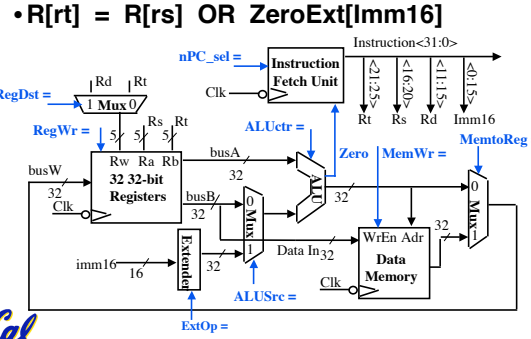 • R[rt] = R[rs] OR ZeroExt[Imm16]
Instruction<31:0>
nPC_sel =
Instruction
Fetch Unit
Clk
<21:25>
<16:20>
<11:15>
<0:15>
Rt
Rs
Rd
Imm16
RegDst =
Rd
Rt
1 Mux 0
RegWr =
5
5
5
Rs
Rt
ALUctr =
Zero
MemWr =
MemtoReg
busW
32
Clk
Rw Ra Rb
32 32-bit
Registers
busA
32
busB
32
0
Mux
1
ALU
32
0
Mux
1
imm16
16
Extender
32
Data In
32
WrEn Adr
Data
Memory
32
Clk
ALUSrc =
ExtOp =
Cal